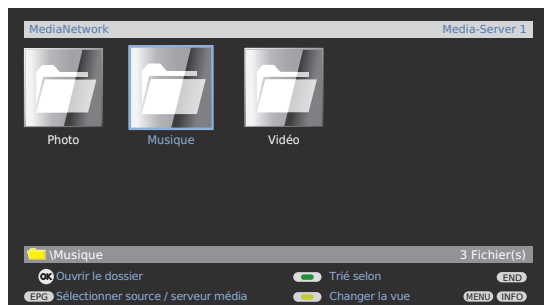 MediaNetwork Media-Server 1
Photo Musique Vidéo
\Musique 3 Fichier(s)
OK Ouvrir le dossier Trié selon END
EPG Sélectionner source / serveur média Changer la vue MENU INFO